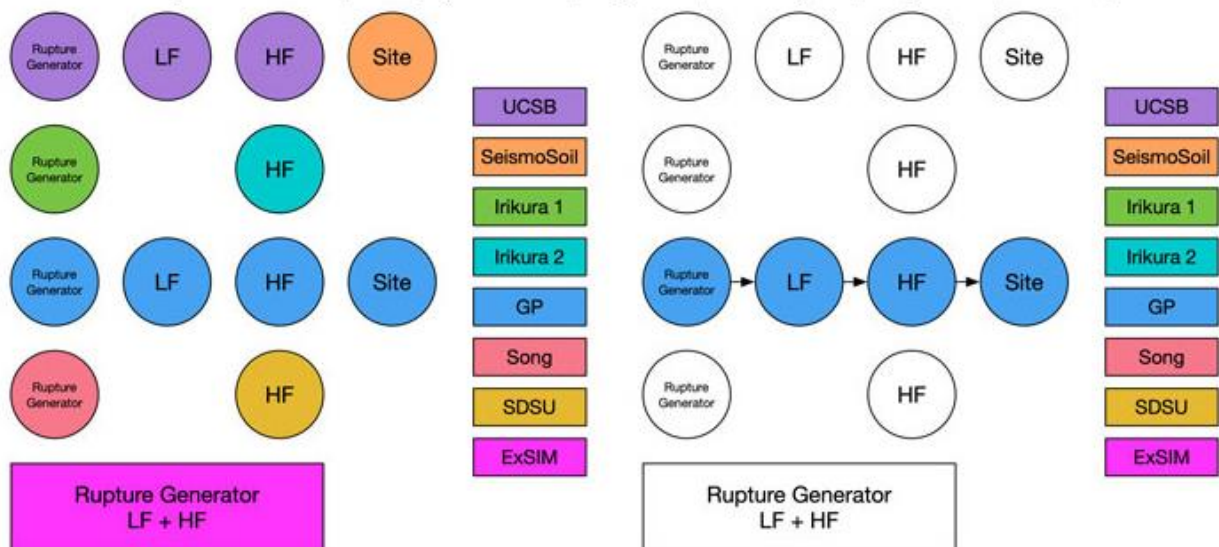 Rupture
Generator
LF
HF
Site
UCSB
SeismoSoil
Irikura 1
Irikura 2
GP
Song
SDSU
ExSIM
Rupture
Generator
HF
Rupture
Generator
LF
HF
Site
Rupture
Generator
HF
Rupture Generator
LF + HF
Rupture
Generator
LF
HF
Site
UCSB
SeismoSoil
Irikura 1
Irikura 2
GP
Song
SDSU
ExSIM
Rupture
Generator
HF
Rupture
Generator
LF
HF
Site
Rupture
Generator
HF
Rupture Generator
LF + HF